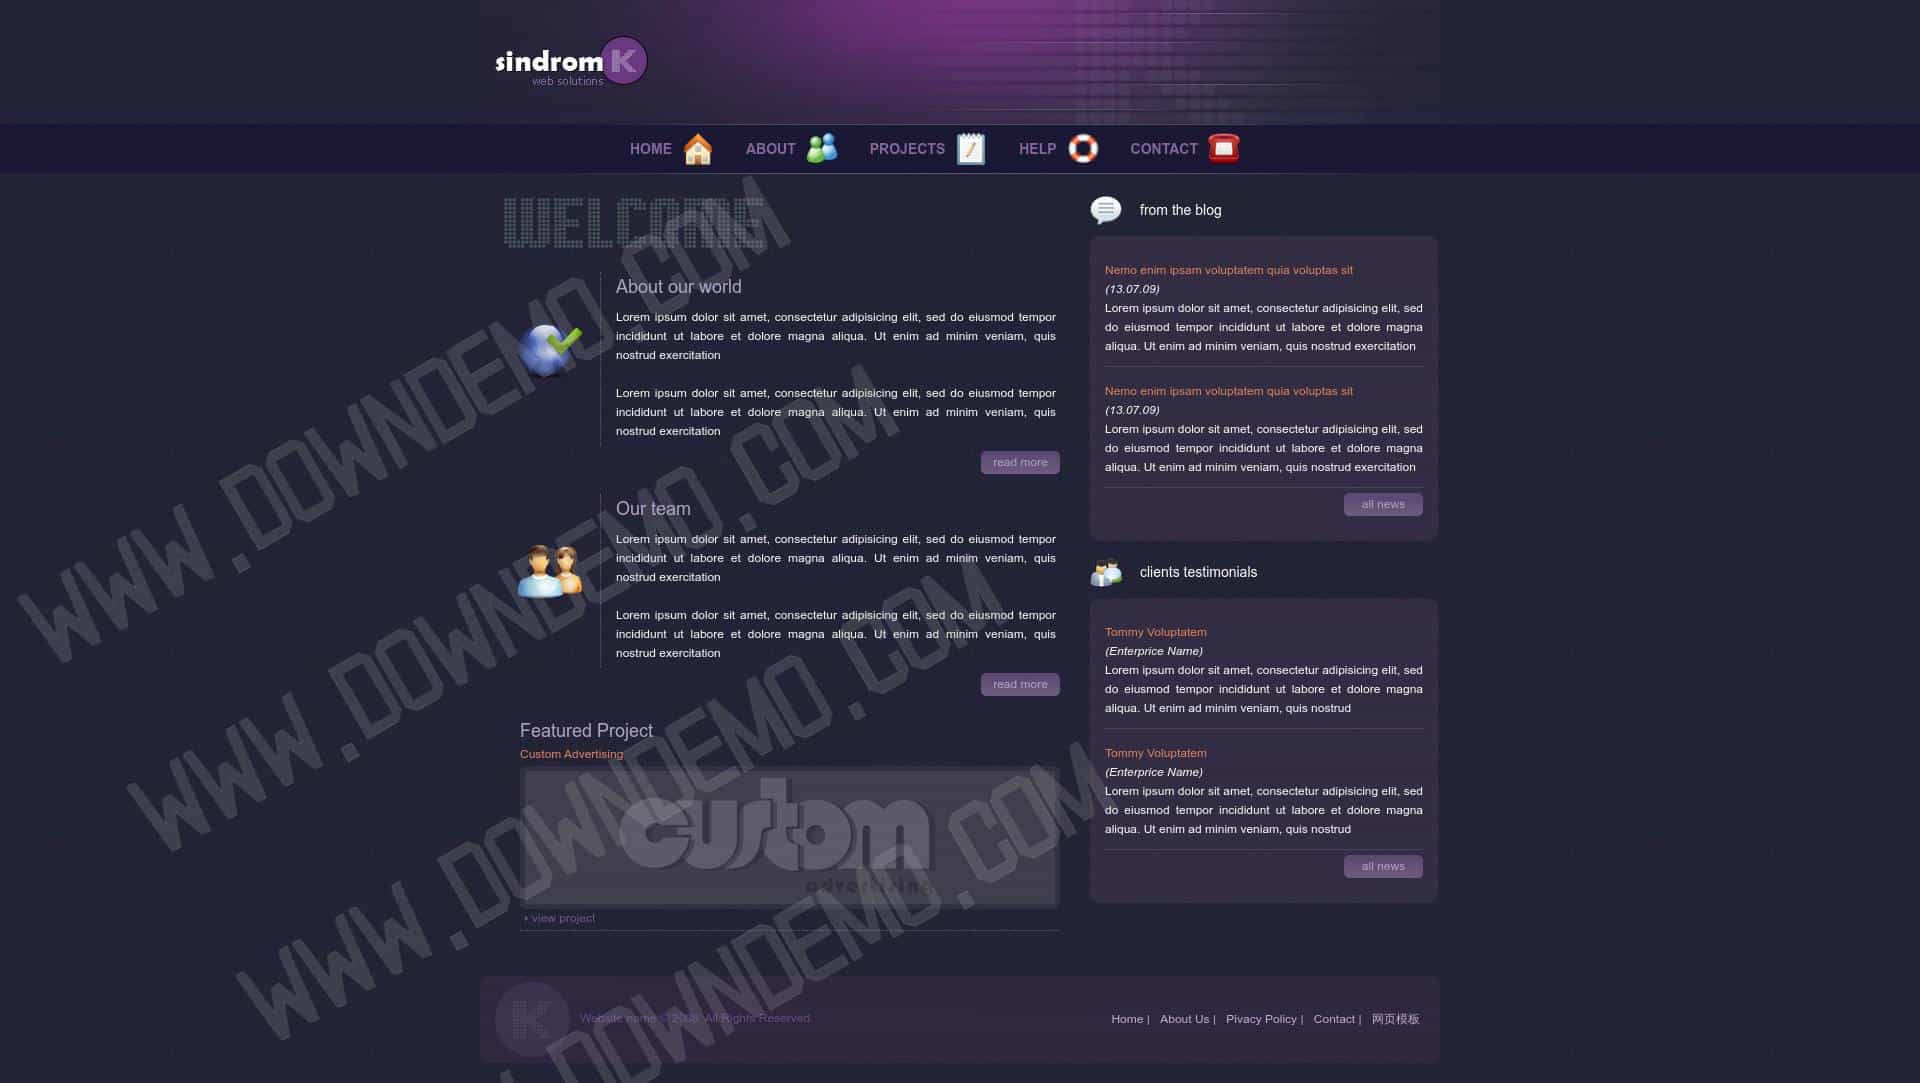 sindrom K
web solutions
HOME ABOUT PROJECTS HELP CONTACT
WELCOME
About our world
Lorem ipsum dolor sit amet, consectetur adipisicing elit, sed do eiusmod tempor
incididunt ut labore et dolore magna aliqua. Ut enim ad minim veniam, quis
nostrud exercitation
Lorem ipsum dolor sit amet, consectetur adipisicing elit, sed do eiusmod tempor
incididunt ut labore et dolore magna aliqua. Ut enim ad minim veniam, quis
nostrud exercitation
read more
Our team
Lorem ipsum dolor sit amet, consectetur adipisicing elit, sed do eiusmod tempor
incididunt ut labore et dolore magna aliqua. Ut enim ad minim veniam, quis
nostrud exercitation
Lorem ipsum dolor sit amet, consectetur adipisicing elit, sed do eiusmod tempor
incididunt ut labore et dolore magna aliqua. Ut enim ad minim veniam, quis
nostrud exercitation
read more
Featured Project
Custom Advertising
custom
advertising
view project
from the blog
Nemo enim ipsam voluptatem quia voluptas sit
(13.07.09)
Lorem ipsum dolor sit amet, consectetur adipisicing elit, sed
do eiusmod tempor incididunt ut labore et dolore magna
aliqua. Ut enim ad minim veniam, quis nostrud exercitation
Nemo enim ipsam voluptatem quia voluptas sit
(13.07.09)
Lorem ipsum dolor sit amet, consectetur adipisicing elit, sed
do eiusmod tempor incididunt ut labore et dolore magna
aliqua. Ut enim ad minim veniam, quis nostrud exercitation
all news
clients testimonials
Tommy Voluptatem
(Enterprice Name)
Lorem ipsum dolor sit amet, consectetur adipisicing elit, sed
do eiusmod tempor incididunt ut labore et dolore magna
aliqua. Ut enim ad minim veniam, quis nostrud
Tommy Voluptatem
(Enterprice Name)
Lorem ipsum dolor sit amet, consectetur adipisicing elit, sed
do eiusmod tempor incididunt ut labore et dolore magna
aliqua. Ut enim ad minim veniam, quis nostrud
all news
K
Website name © 2008. All Rights Reserved.
Home | About Us | Pivacy Policy | Contact | 网页模板
WWW.DOWNDEMO.COM
WWW.DOWNDEMO.COM
WWW.DOWNDEMO.COM
.DOWNDEMO.COM